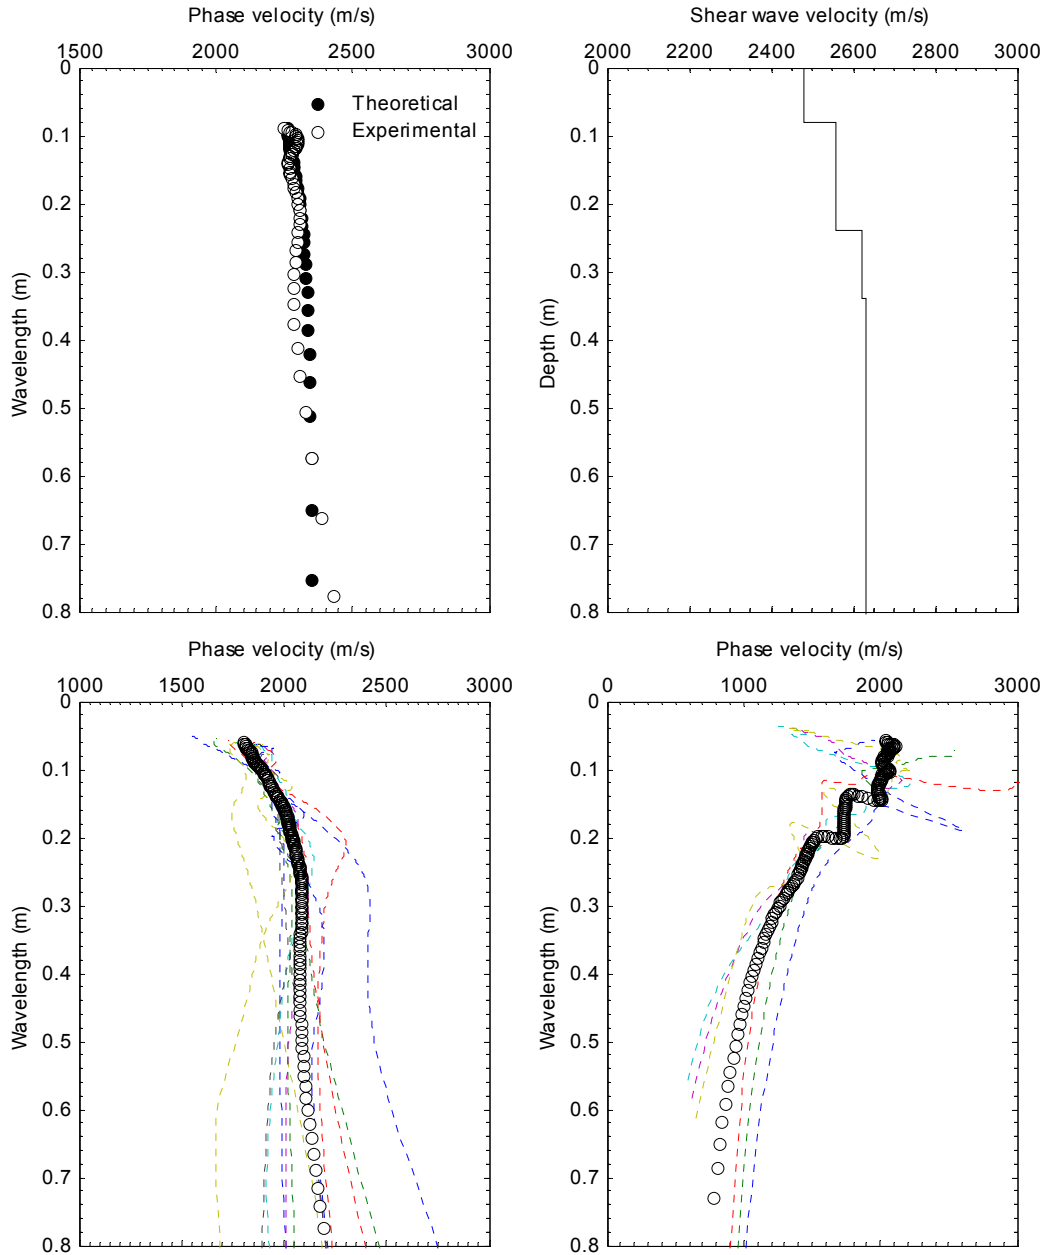 Phase velocity (m/s)
1500 2000 2500 3000
0
0.1
0.2
0.3
0.4
0.5
0.6
0.7
0.8
Wavelength (m)
Theoretical
Experimental
Shear wave velocity (m/s)
2000 2200 2400 2600 2800 3000
0
0.1
0.2
0.3
0.4
0.5
0.6
0.7
0.8
Depth (m)
Phase velocity (m/s)
1000 1500 2000 2500 3000
0
0.1
0.2
0.3
0.4
0.5
0.6
0.7
0.8
Wavelength (m)
Phase velocity (m/s)
0 1000 2000 3000
0
0.1
0.2
0.3
0.4
0.5
0.6
0.7
0.8
Wavelength (m)